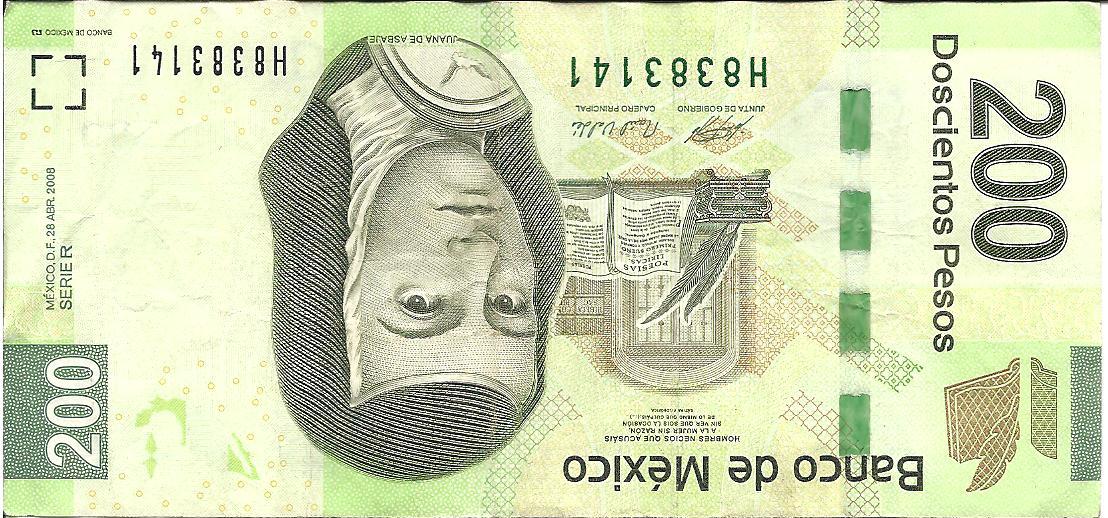 Banco de México
200
Doscientos Pesos
HOMBRES NECIOS QUE ACUSÁIS
A LA MUJER SIN RAZÓN,
SIN VER QUE SOIS LA OCASIÓN
DE LO MISMO QUE CULPÁIS.(...)
POESIAS
LIRICAS.
PRIMERO SUEÑO
JUNTA DE GOBIERNO
CAJERO PRINCIPAL
H8383141
JUANA DE ASBAJE
H8383141
BANCO DE MÉXICO
MÉXICO, D.F. 28 ABR. 2008
SERIE R
200